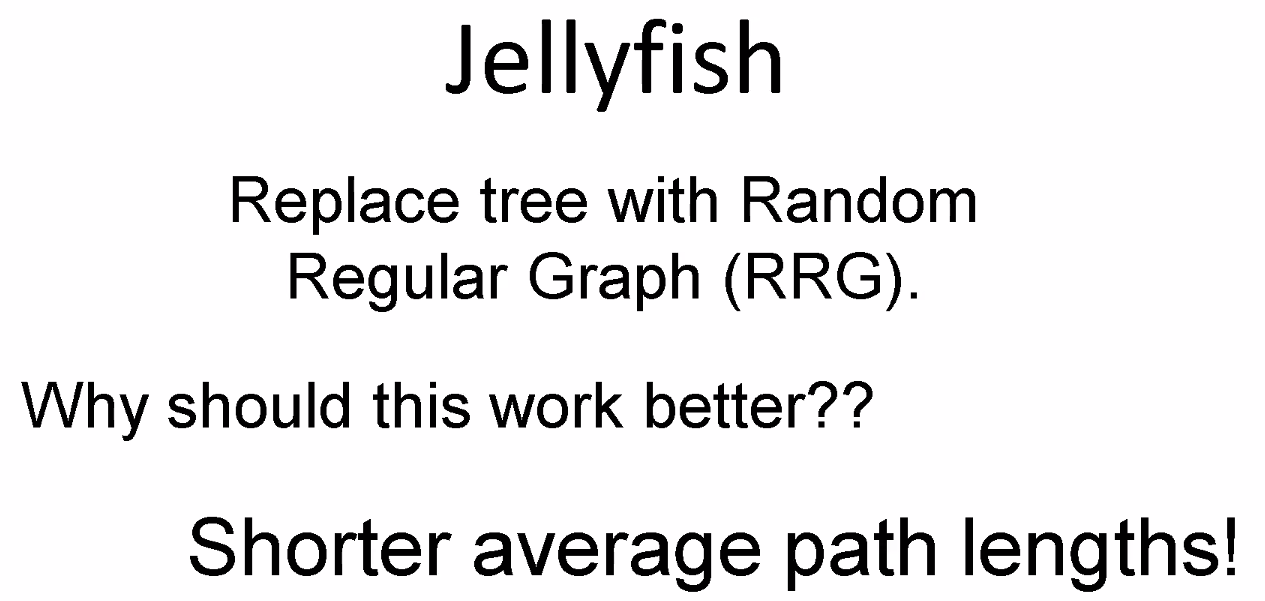 Jellyfish
Replace tree with Random
Regular Graph (RRG).
Why should this work better??
Shorter average path lengths!